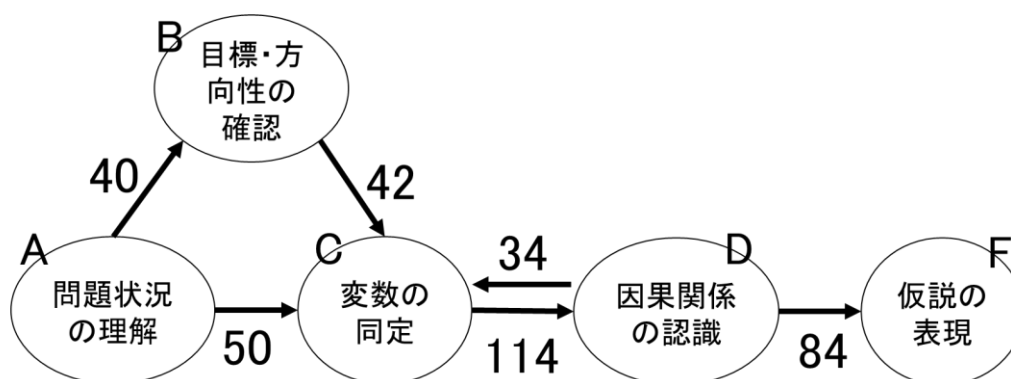 B
目標・方
向性の
確認
40
42
A
問題状況
の理解
50
C
変数の
同定
34
114
D
因果関係
の認識
84
F
仮説の
表現